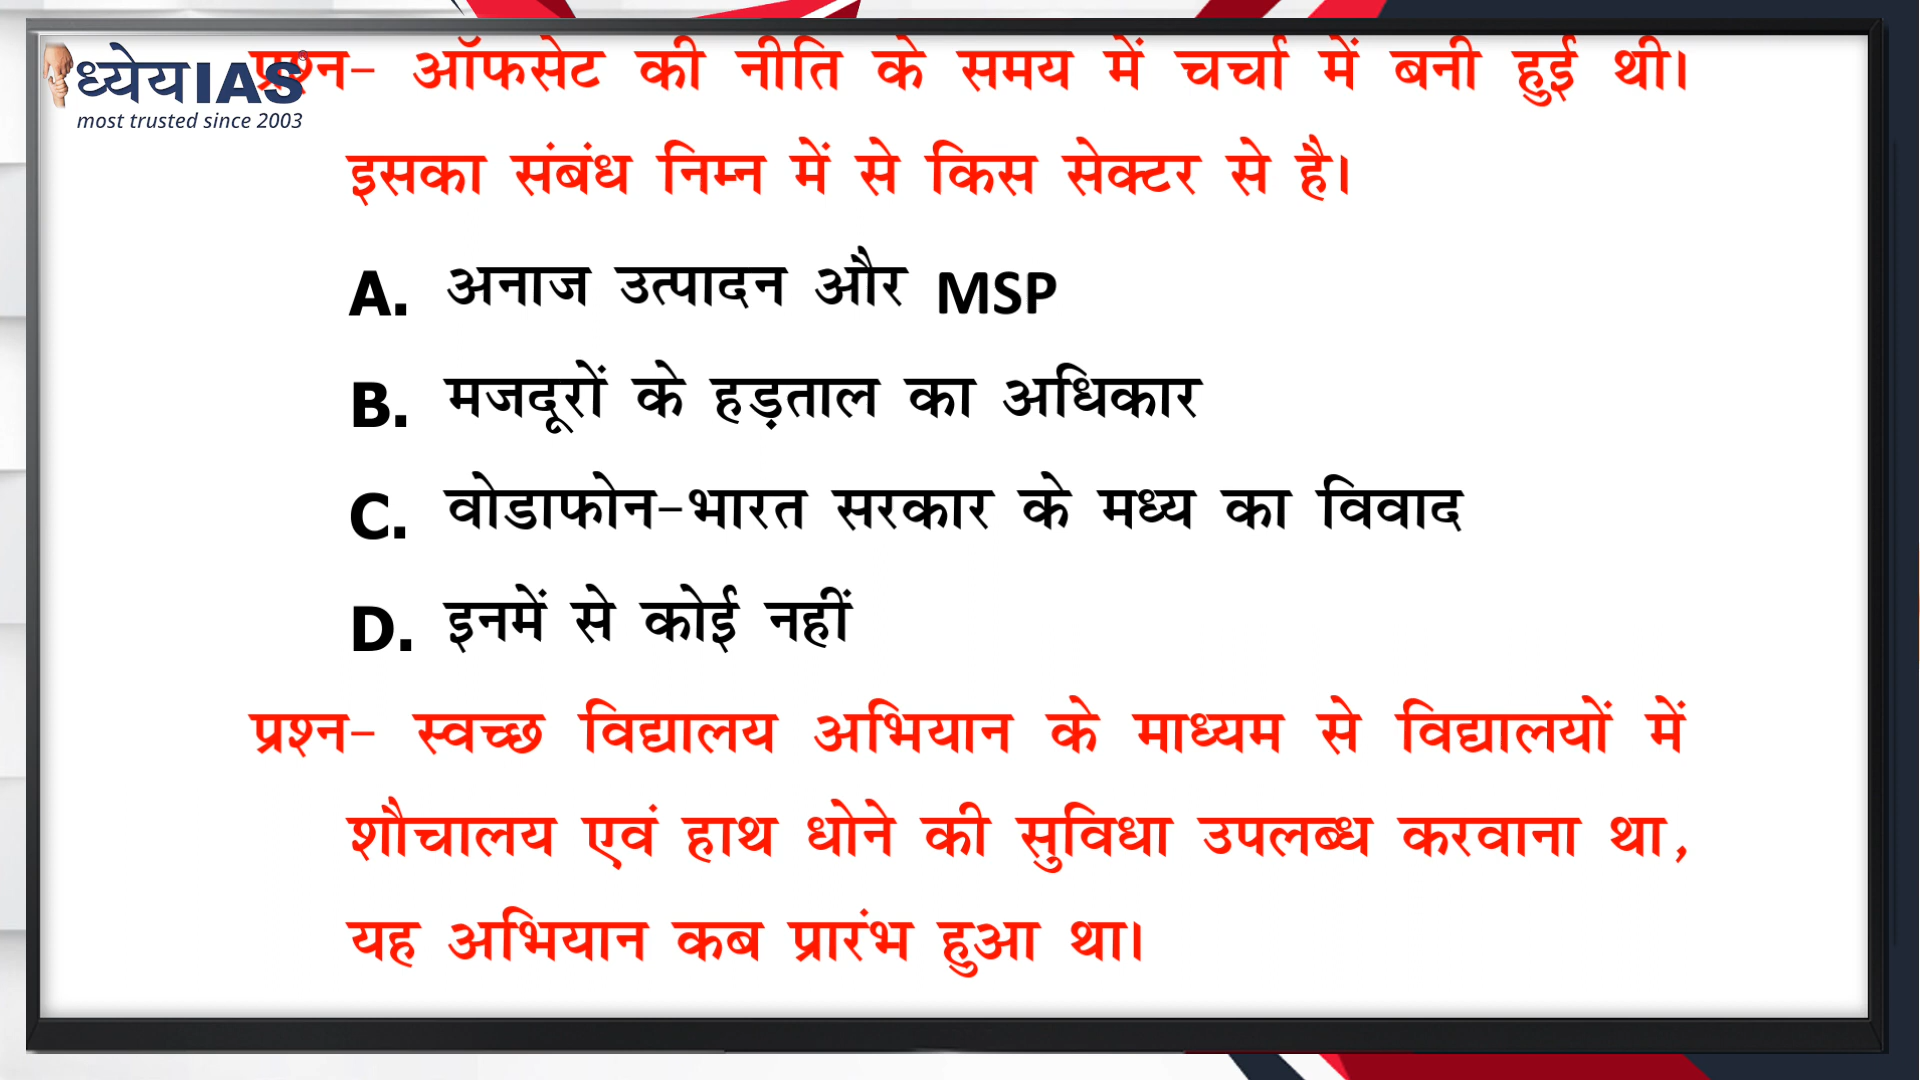 ध्येयIAS®
most trusted since 2003
प्रश्न- ऑफसेट की नीति के समय में चर्चा में बनी हुई थी।
इसका संबंध निम्न में से किस सेक्टर से है।
A. अनाज उत्पादन और MSP
B. मजदूरों के हड़ताल का अधिकार
C. वोडाफोन-भारत सरकार के मध्य का विवाद
D. इनमें से कोई नहीं
प्रश्न- स्वच्छ विद्यालय अभियान के माध्यम से विद्यालयों में
शौचालय एवं हाथ धोने की सुविधा उपलब्ध करवाना था,
यह अभियान कब प्रारंभ हुआ था।